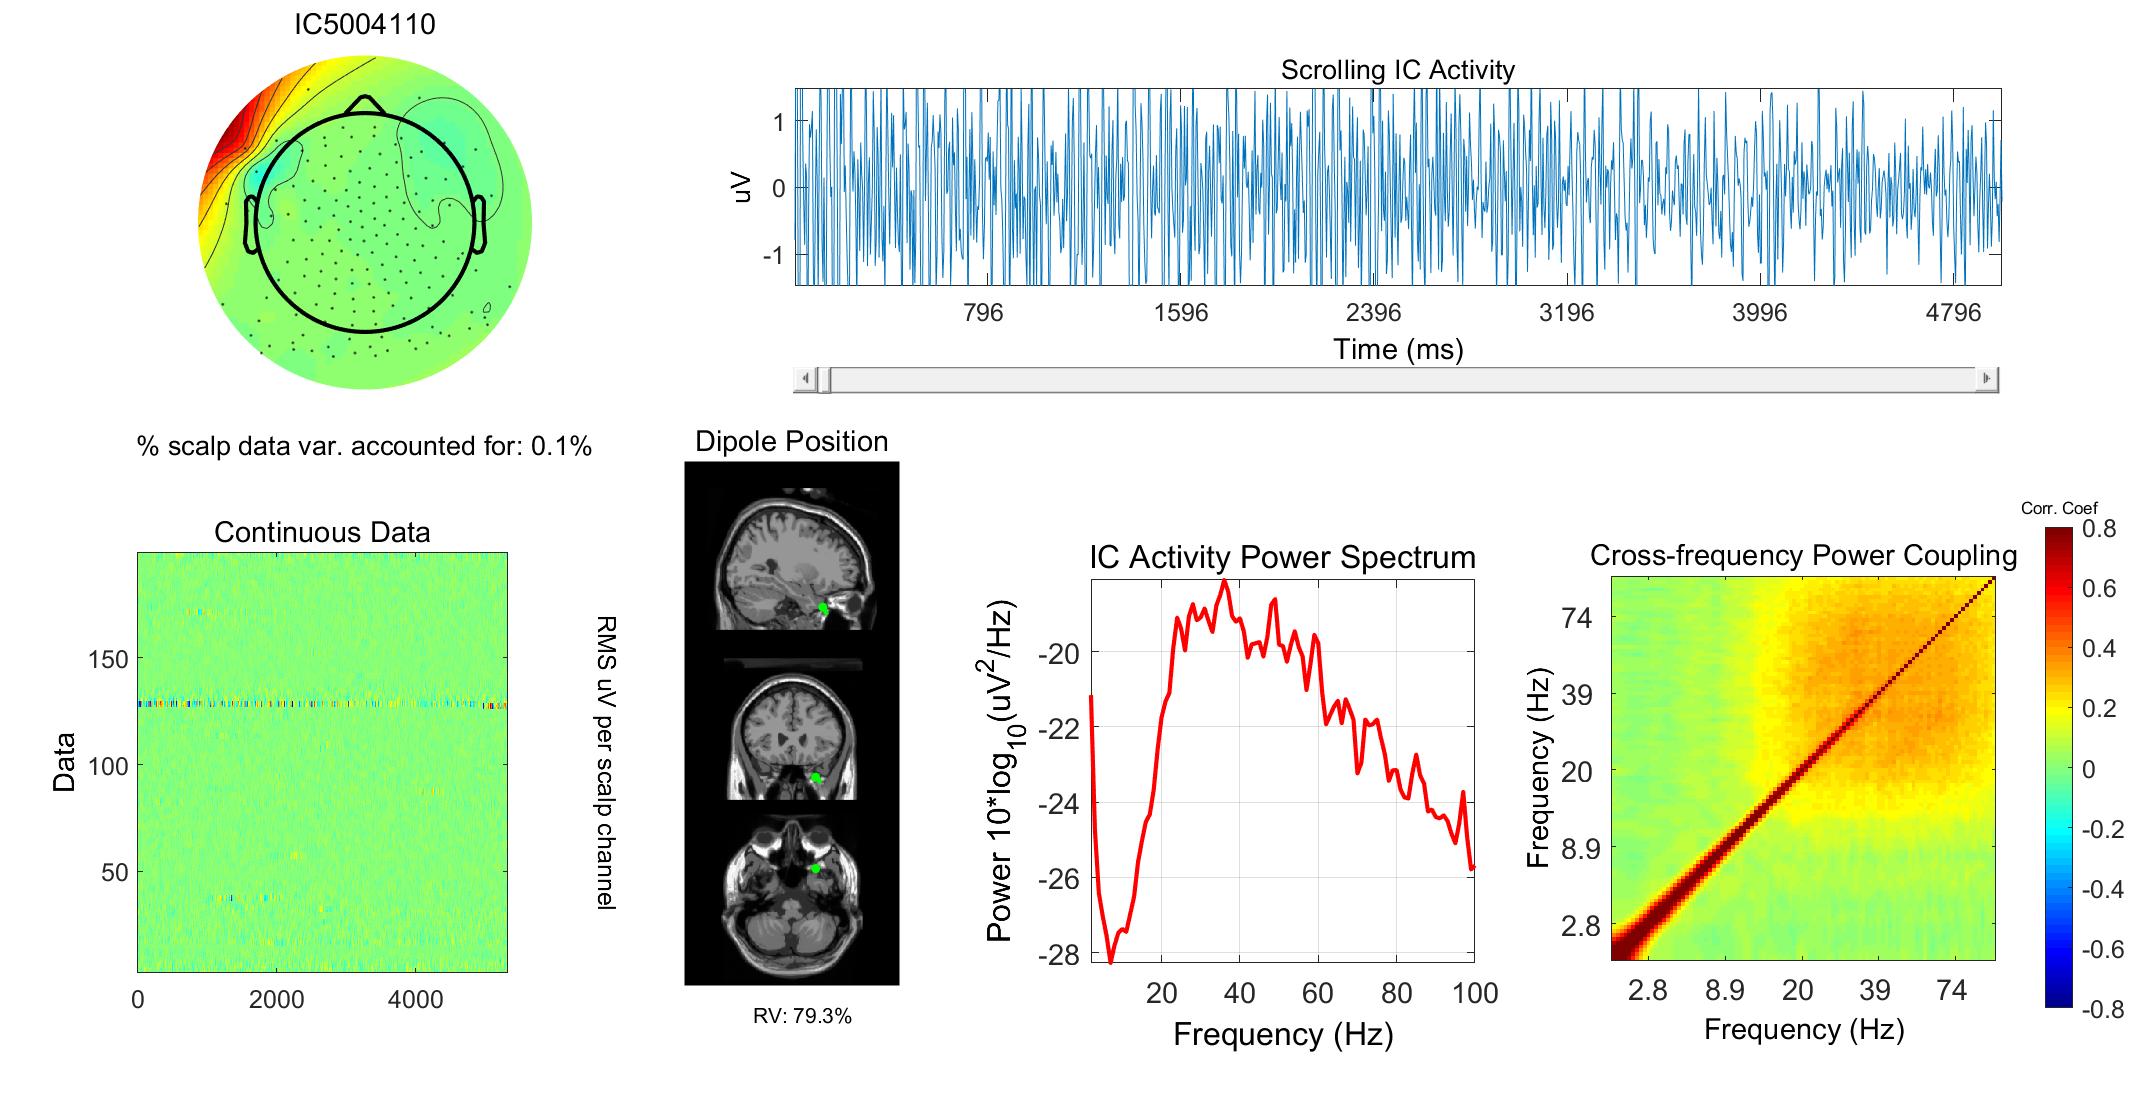 IC5004110
Scrolling IC Activity
uV
1
0
-1
796 1596 2396 3196 3996 4796
Time (ms)
% scalp data var. accounted for: 0.1%
Dipole Position
RV: 79.3%
Continuous Data
Data
150
100
50
0 2000 4000
RMS uV per scalp channel
IC Activity Power Spectrum
Power 10*log10(uV2/Hz)
-20
-22
-24
-26
-28
20 40 60 80 100
Frequency (Hz)
Cross-frequency Power Coupling
Frequency (Hz)
74
39
20
8.9
2.8
2.8 8.9 20 39 74
Frequency (Hz)
Corr. Coef
0.8
0.6
0.4
0.2
0
-0.2
-0.4
-0.6
-0.8